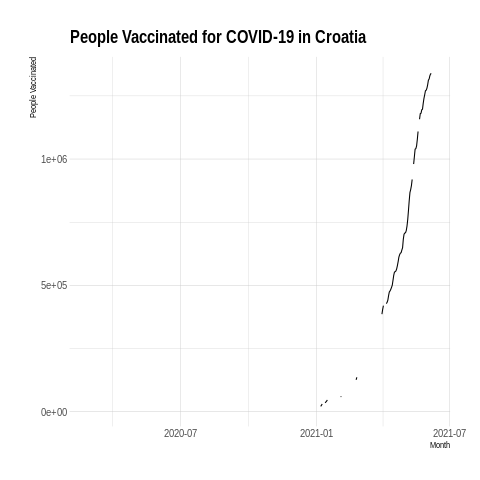 People Vaccinated for COVID-19 in Croatia
People Vaccinated
1e+06
5e+05
0e+00
2020-07
2021-01
2021-07
Month